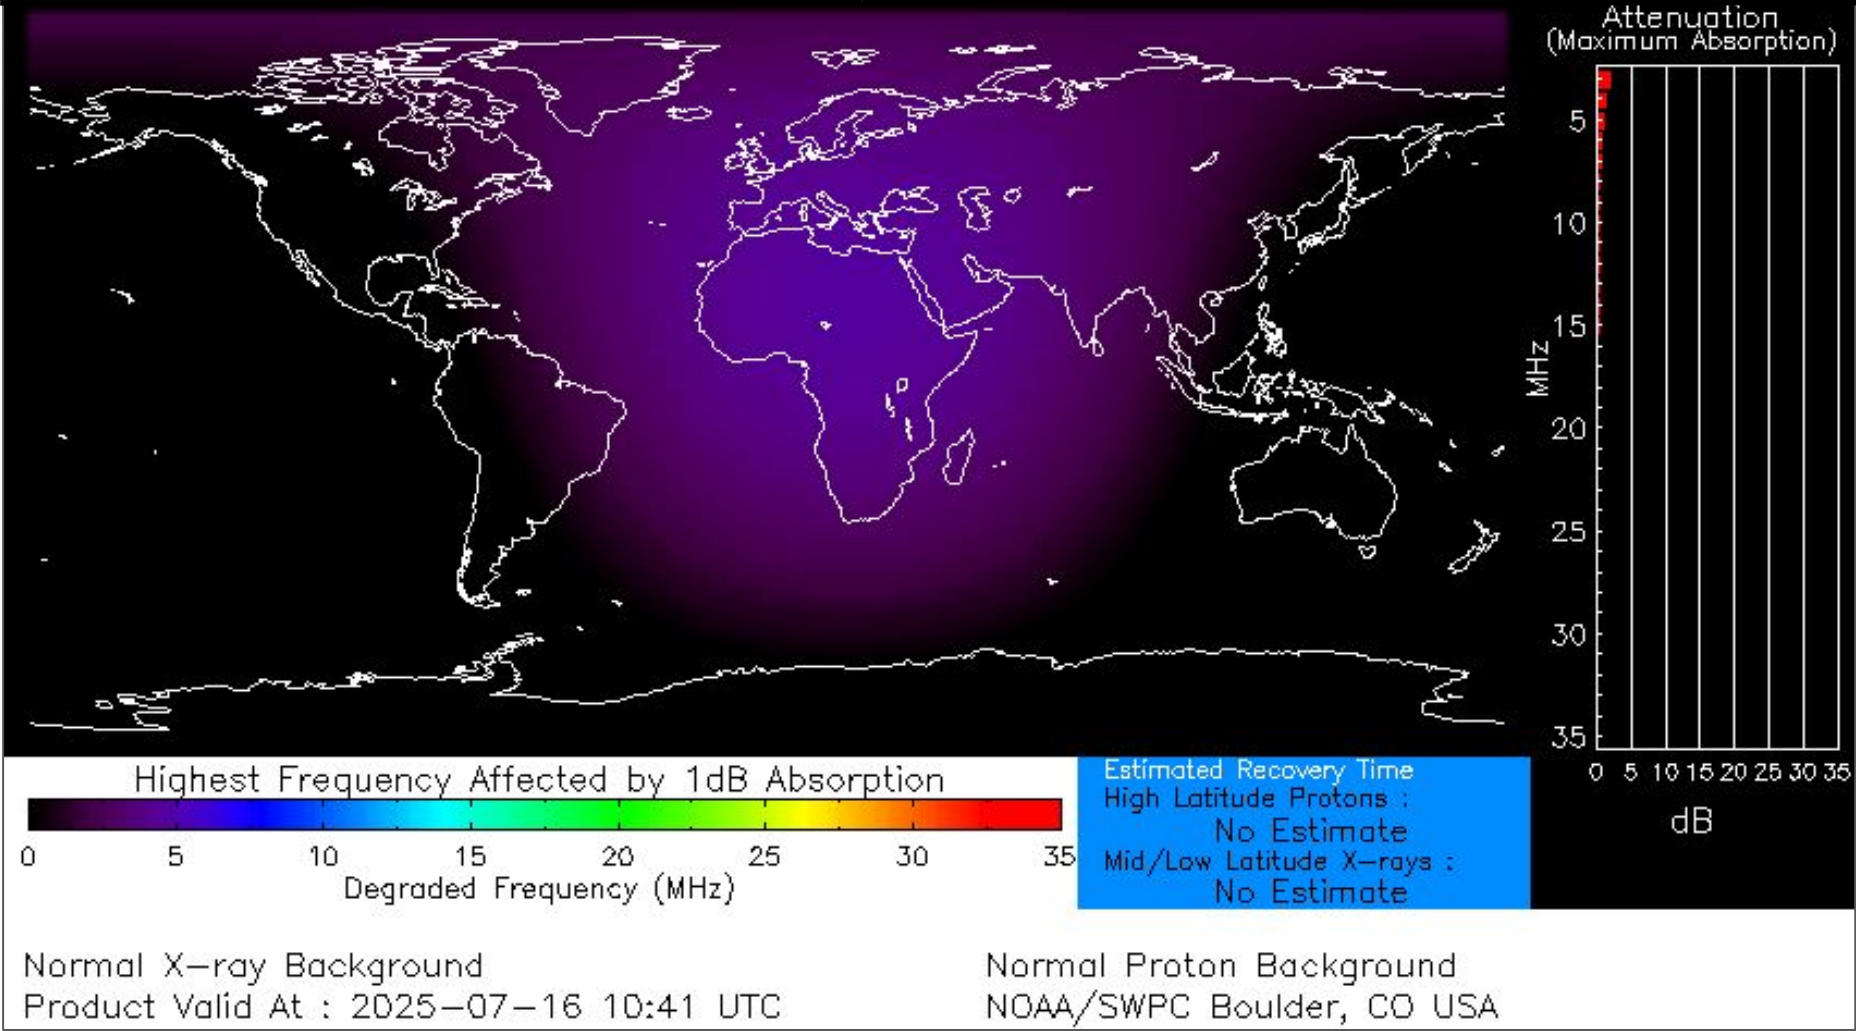 Attenuation
(Maximum Absorption)
5
10
15
20
25
30
35
MHz
0 5 10 15 20 25 30 35
dB
Highest Frequency Affected by 1dB Absorption
0 5 10 15 20 25 30 35
Degraded Frequency (MHz)
Estimated Recovery Time
High Latitude Protons :
No Estimate
Mid/Low Latitude X-rays :
No Estimate
Normal X-ray Background
Product Valid At : 2025-07-16 10:41 UTC
Normal Proton Background
NOAA/SWPC Boulder, CO USA